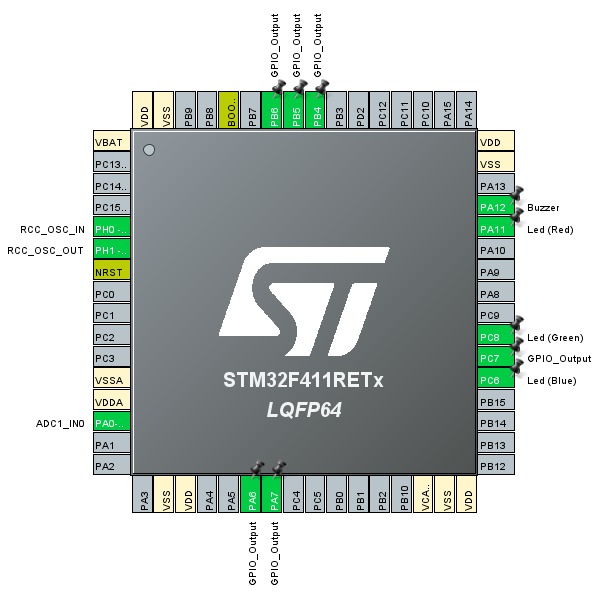 GPIO_Output
GPIO_Output
GPIO_Output
VDD
VSS
PB9
PB8
BOO..
PB7
PB6
PB5
PB4
PB3
PD2
PC12
PC11
PC10
PA15
PA14
VBAT
PC13..
PC14..
PC15..
RCC_OSC_IN PH0-..
RCC_OSC_OUT PH1-..
NRST
PC0
PC1
PC2
PC3
VSSA
VDDA
ADC1_IN0 PA0-..
PA1
PA2
ST
STM32F411RETx
LQFP64
VDD
VSS
PA13
PA12 Buzzer
PA11 Led (Red)
PA10
PA9
PA8
PC9
PC8 Led (Green)
PC7 GPIO_Output
PC6 Led (Blue)
PB15
PB14
PB13
PB12
PA3
VSS
VDD
PA4
PA5
PA6
PA7
PC4
PC5
PB0
PB1
PB2
PB10
VCA..
VSS
VDD
GPIO_Output
GPIO_Output